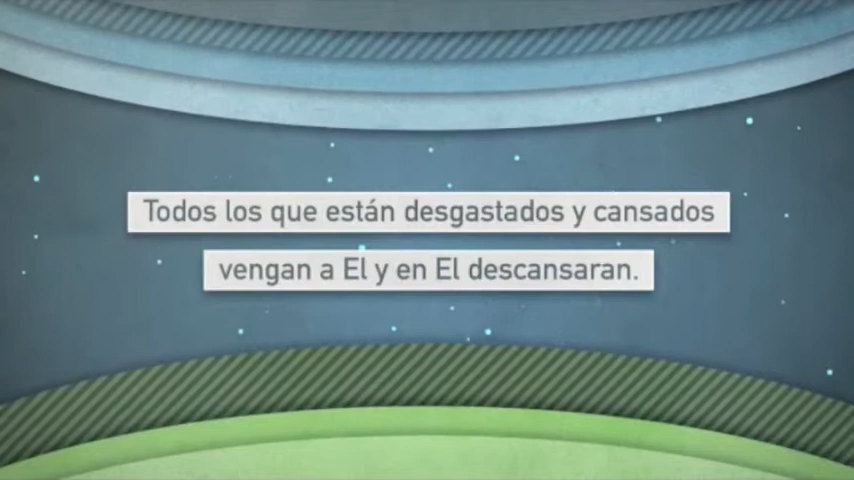 Todos los que están desgastados y cansados
vengan a El y en El descansaran.